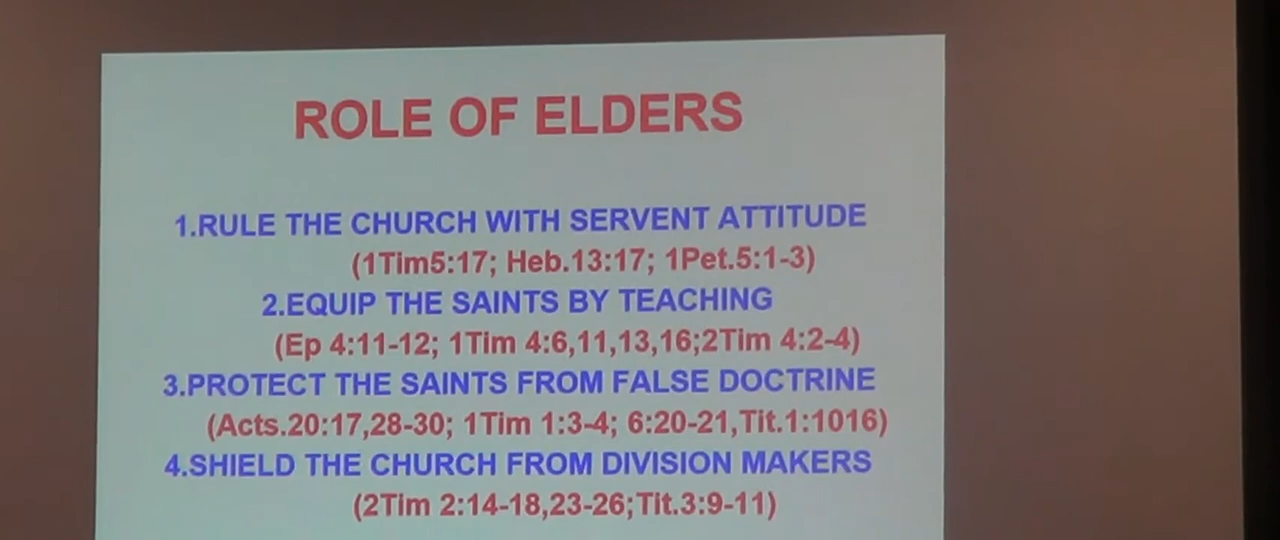 ROLE OF ELDERS
1.RULE THE CHURCH WITH SERVENT ATTITUDE
(1Tim5:17; Heb.13:17; 1Pet.5:1-3)
2.EQUIP THE SAINTS BY TEACHING
(Ep 4:11-12; 1Tim 4:6,11,13,16;2Tim 4:2-4)
3.PROTECT THE SAINTS FROM FALSE DOCTRINE
(Acts.20:17,28-30; 1Tim 1:3-4; 6:20-21,Tit.1:1016)
4.SHIELD THE CHURCH FROM DIVISION MAKERS
(2Tim 2:14-18,23-26;Tit.3:9-11)